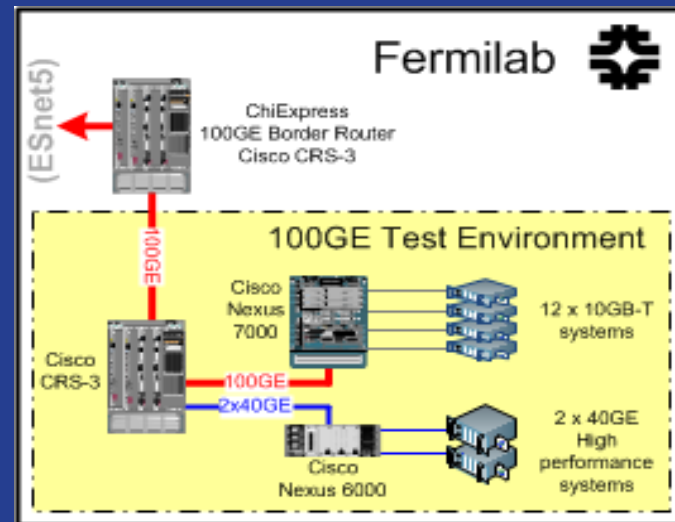 Fermilab
(ESnet5)
ChiExpress
100GE Border Router
Cisco CRS-3
100GE
100GE Test Environment
Cisco
Nexus
7000
12 x 10GB-T
systems
Cisco
CRS-3
100GE
2x40GE
Cisco
Nexus 6000
2 x 40GE
High
performance
systems